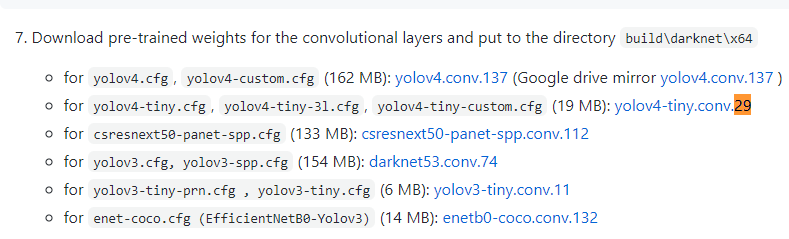 7. Download pre-trained weights for the convolutional layers and put to the directory build\darknet\x64
for yolov4.cfg, yolov4-custom.cfg (162 MB): yolov4.conv.137 (Google drive mirror yolov4.conv.137 )
for yolov4-tiny.cfg, yolov4-tiny-3l.cfg, yolov4-tiny-custom.cfg (19 MB): yolov4-tiny.conv.29
for csresnext50-panet-spp.cfg (133 MB): csresnext50-panet-spp.conv.112
for yolov3.cfg, yolov3-spp.cfg (154 MB): darknet53.conv.74
for yolov3-tiny-prn.cfg , yolov3-tiny.cfg (6 MB): yolov3-tiny.conv.11
for enet-coco.cfg (EfficientNetB0-Yolov3) (14 MB): enetb0-coco.conv.132